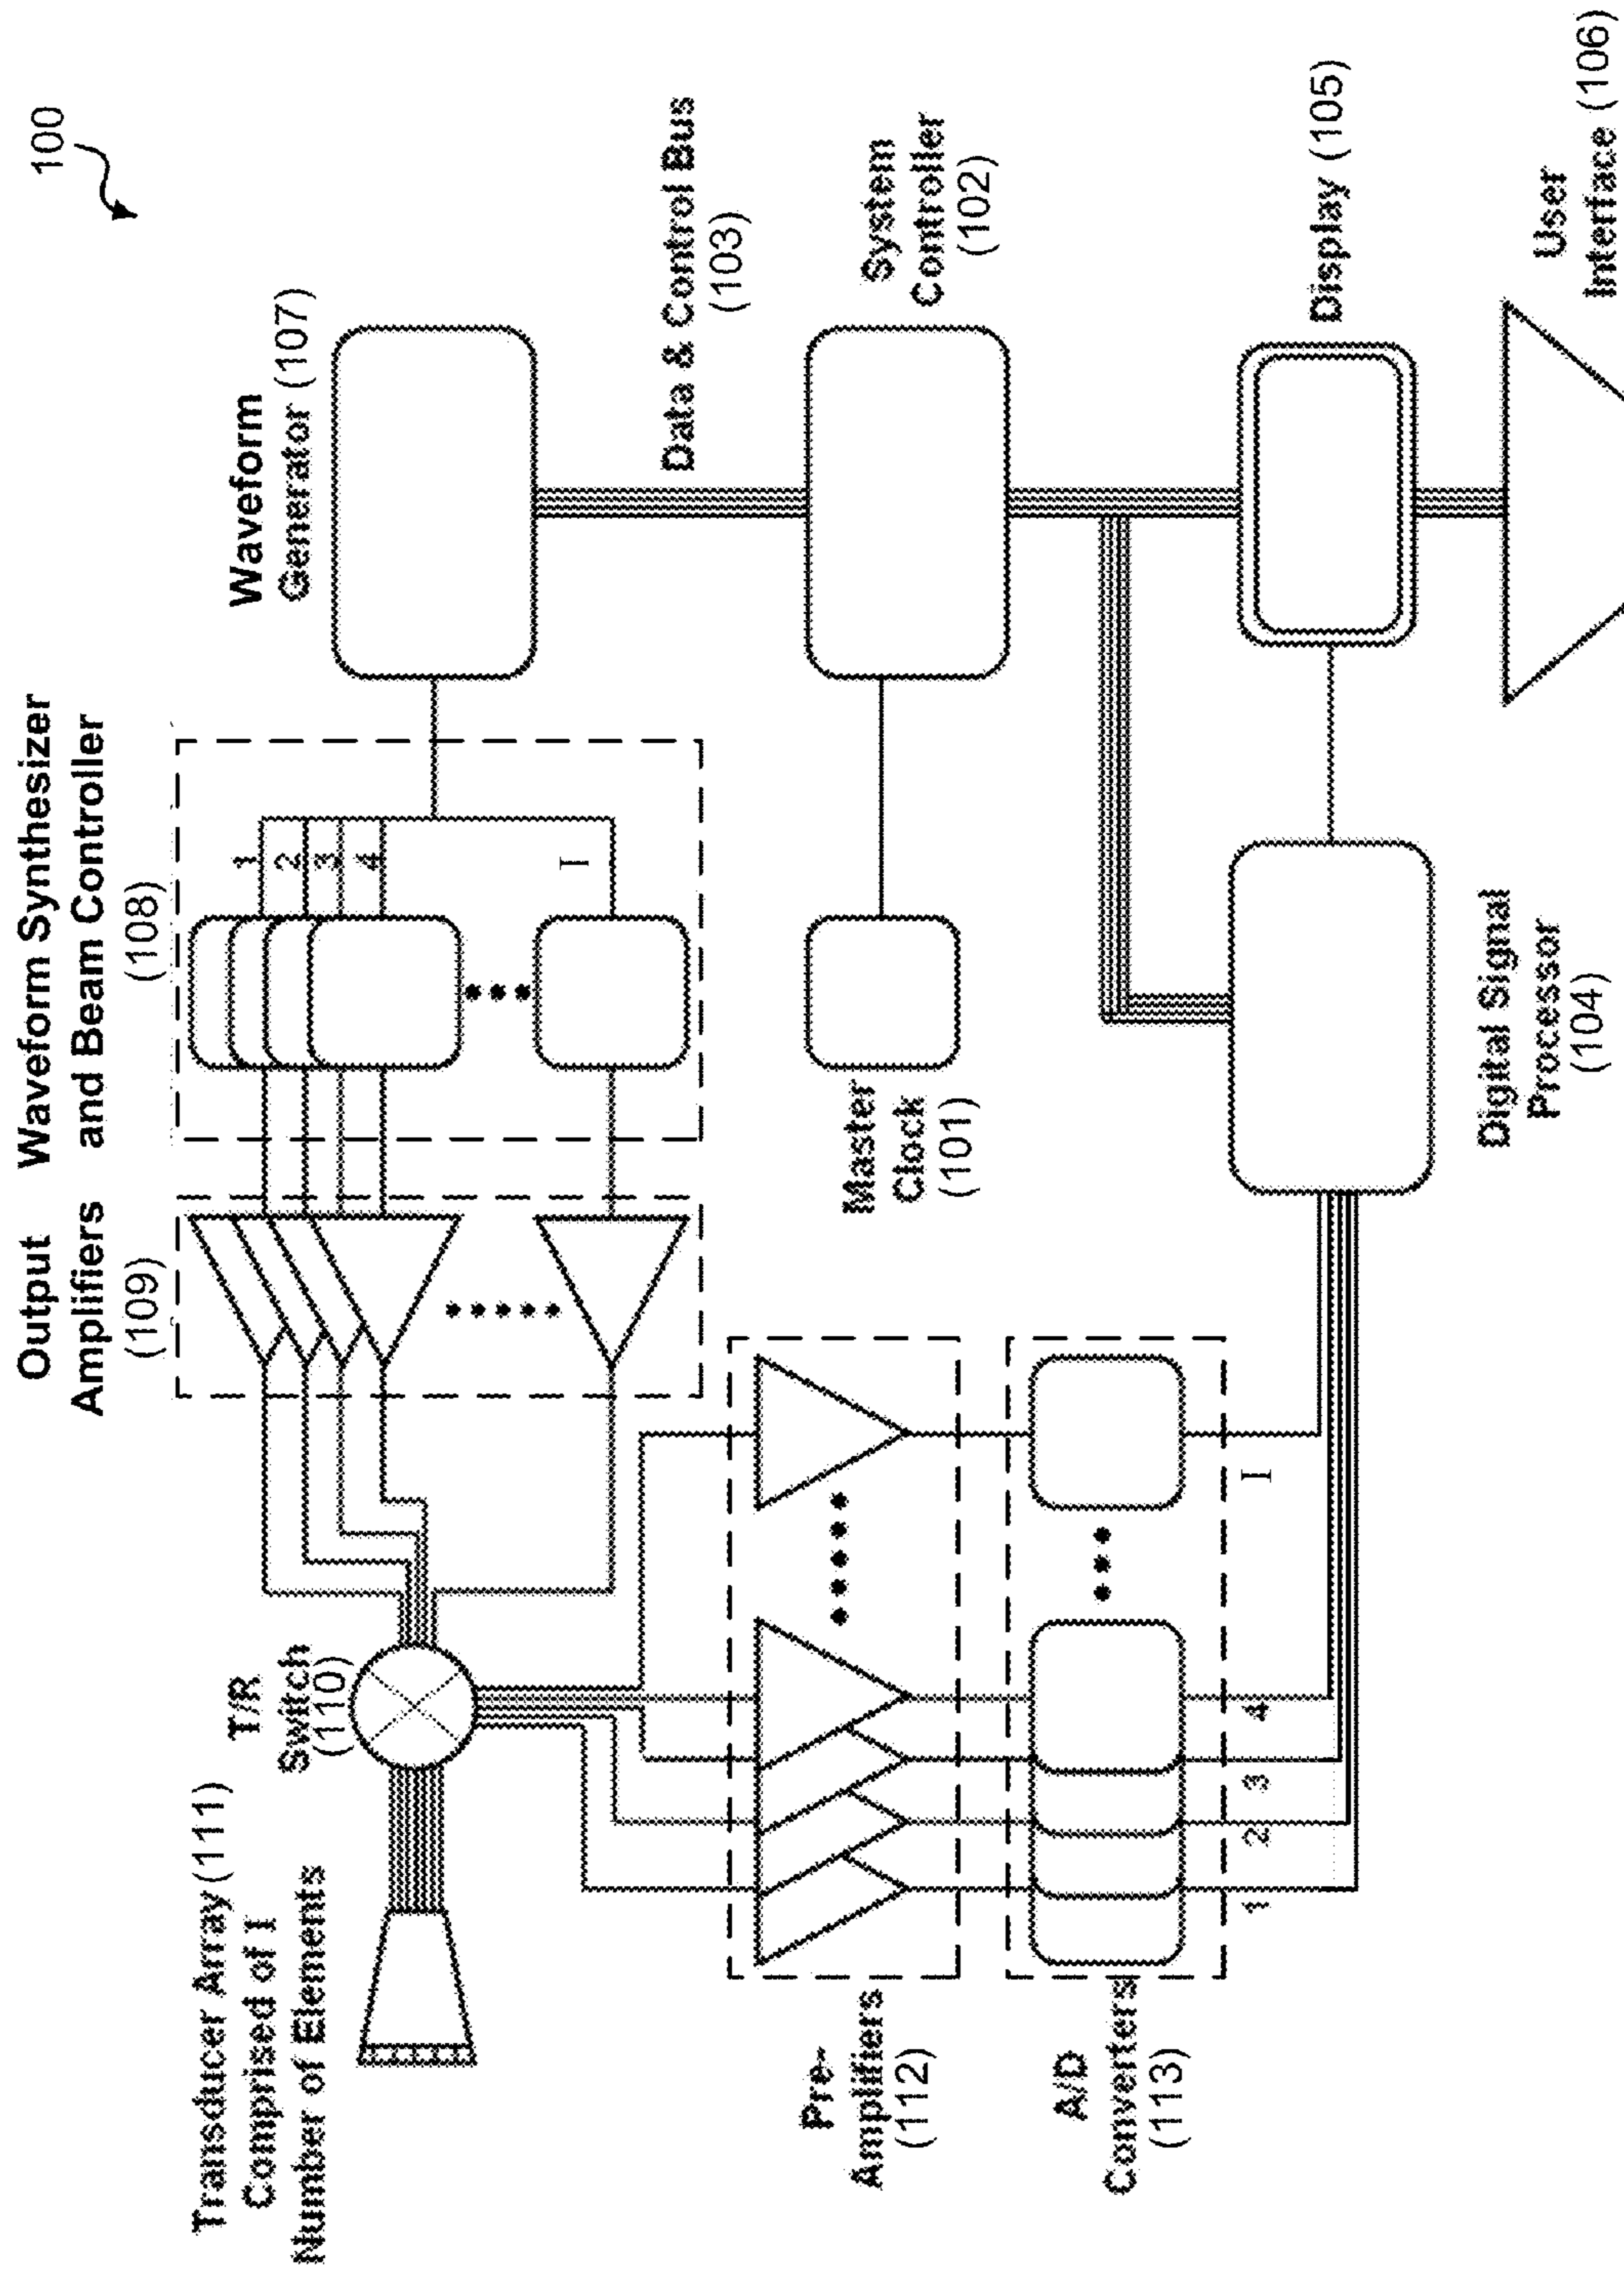 100
Output
Amplifiers
(109)
Waveform Synthesizer
and Beam Controller
(108)
Waveform
Generator (107)
Transducer Array (111)
Comprised of I
Number of Elements
T/R
Switch
(110)
1
2
3
4
I
Data & Control Bus
(103)
Pre-
Amplifiers
(112)
Master
Clock
(101)
System
Controller
(102)
A/D
Converters
(113)
1
2
3
4
I
Display (105)
Digital Signal
Processor
(104)
User
Interface (106)